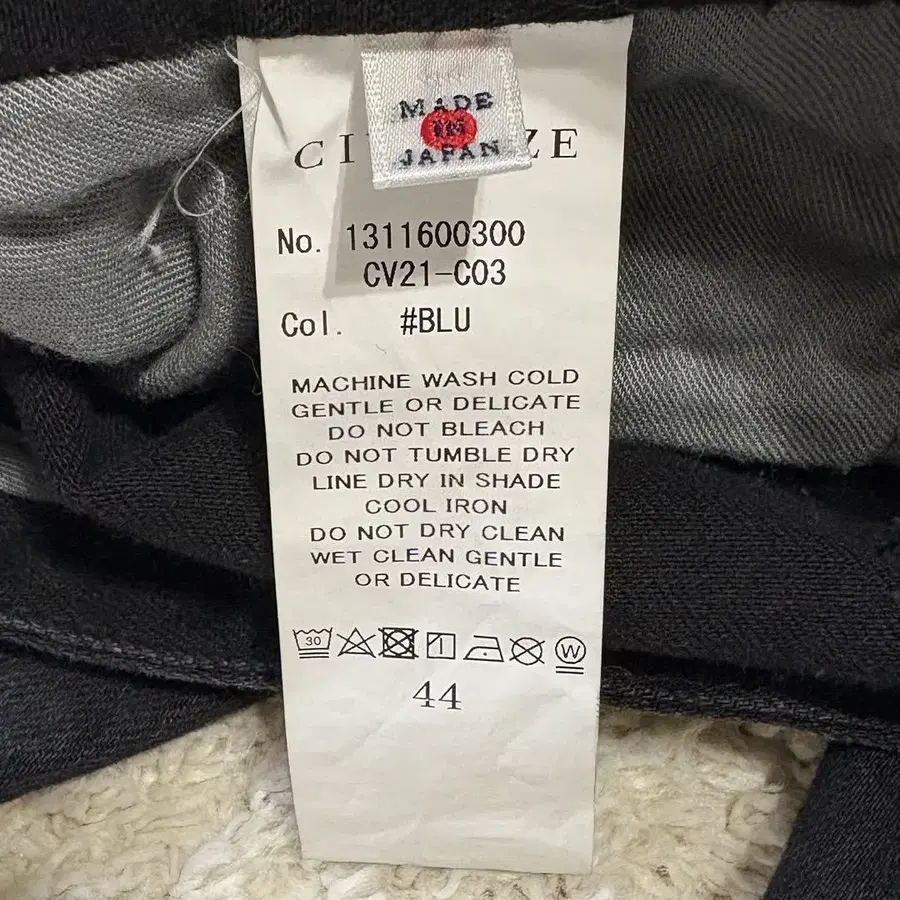 MADE
IN
JAPAN
No. 1311600300
CV21-C03
Col. #BLU
MACHINE WASH COLD
GENTLE OR DELICATE
DO NOT BLEACH
DO NOT TUMBLE DRY
LINE DRY IN SHADE
COOL IRON
DO NOT DRY CLEAN
WET CLEAN GENTLE
OR DELICATE
30
W
44